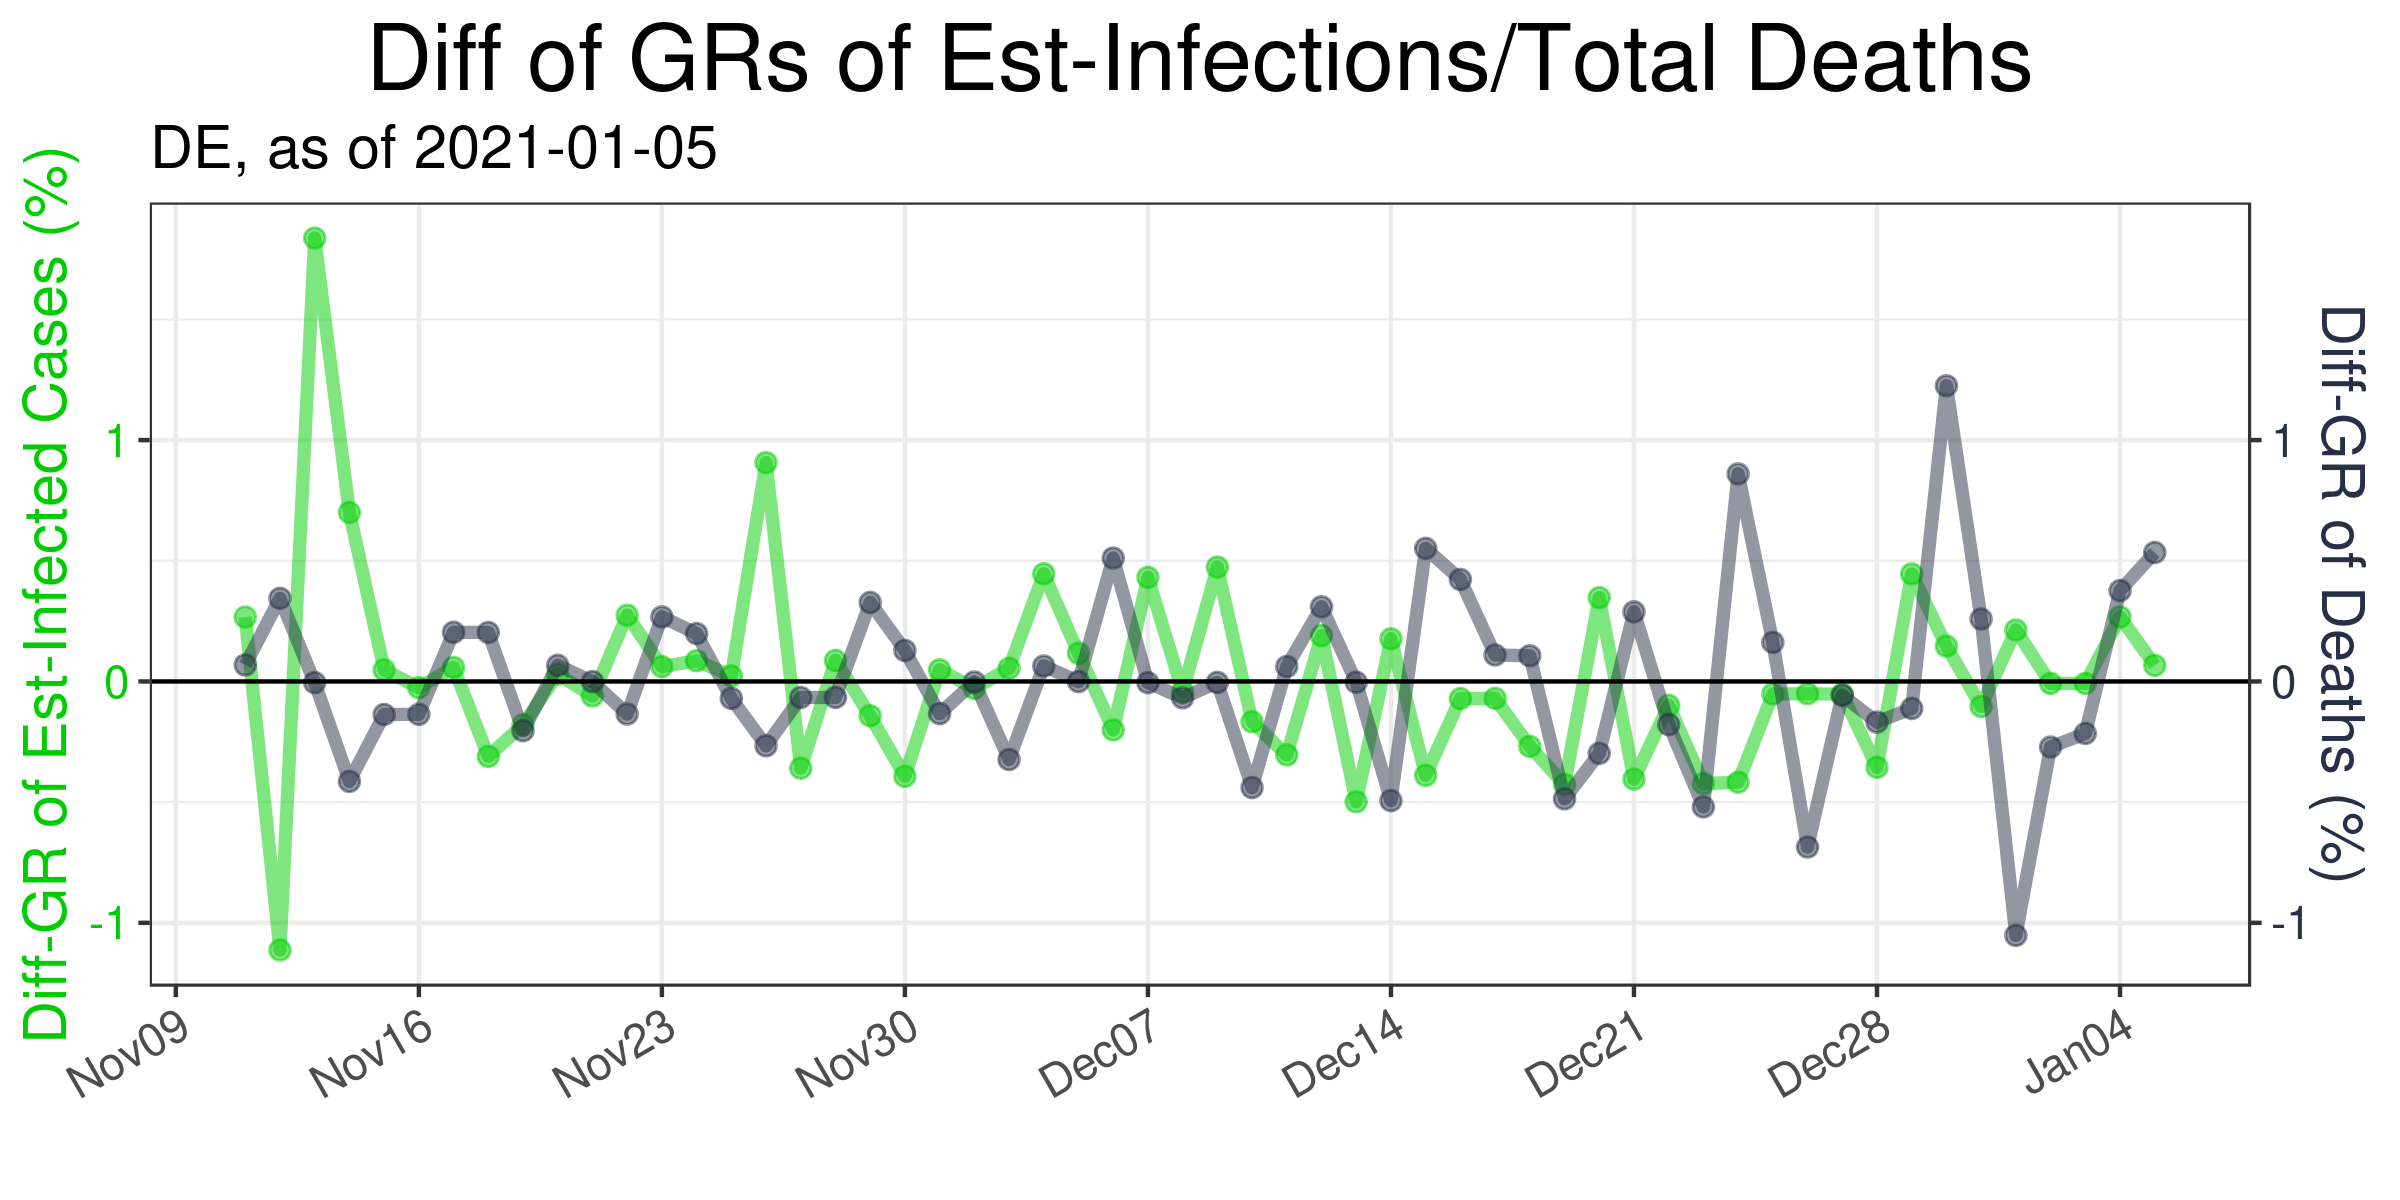 Diff of GRs of Est-Infections/Total Deaths
DE, as of 2021-01-05
Diff-GR of Est-Infected Cases (%)
1
0
-1
1
0
-1
Diff-GR of Deaths (%)
Nov09
Nov16
Nov23
Nov30
Dec07
Dec14
Dec21
Dec28
Jan04